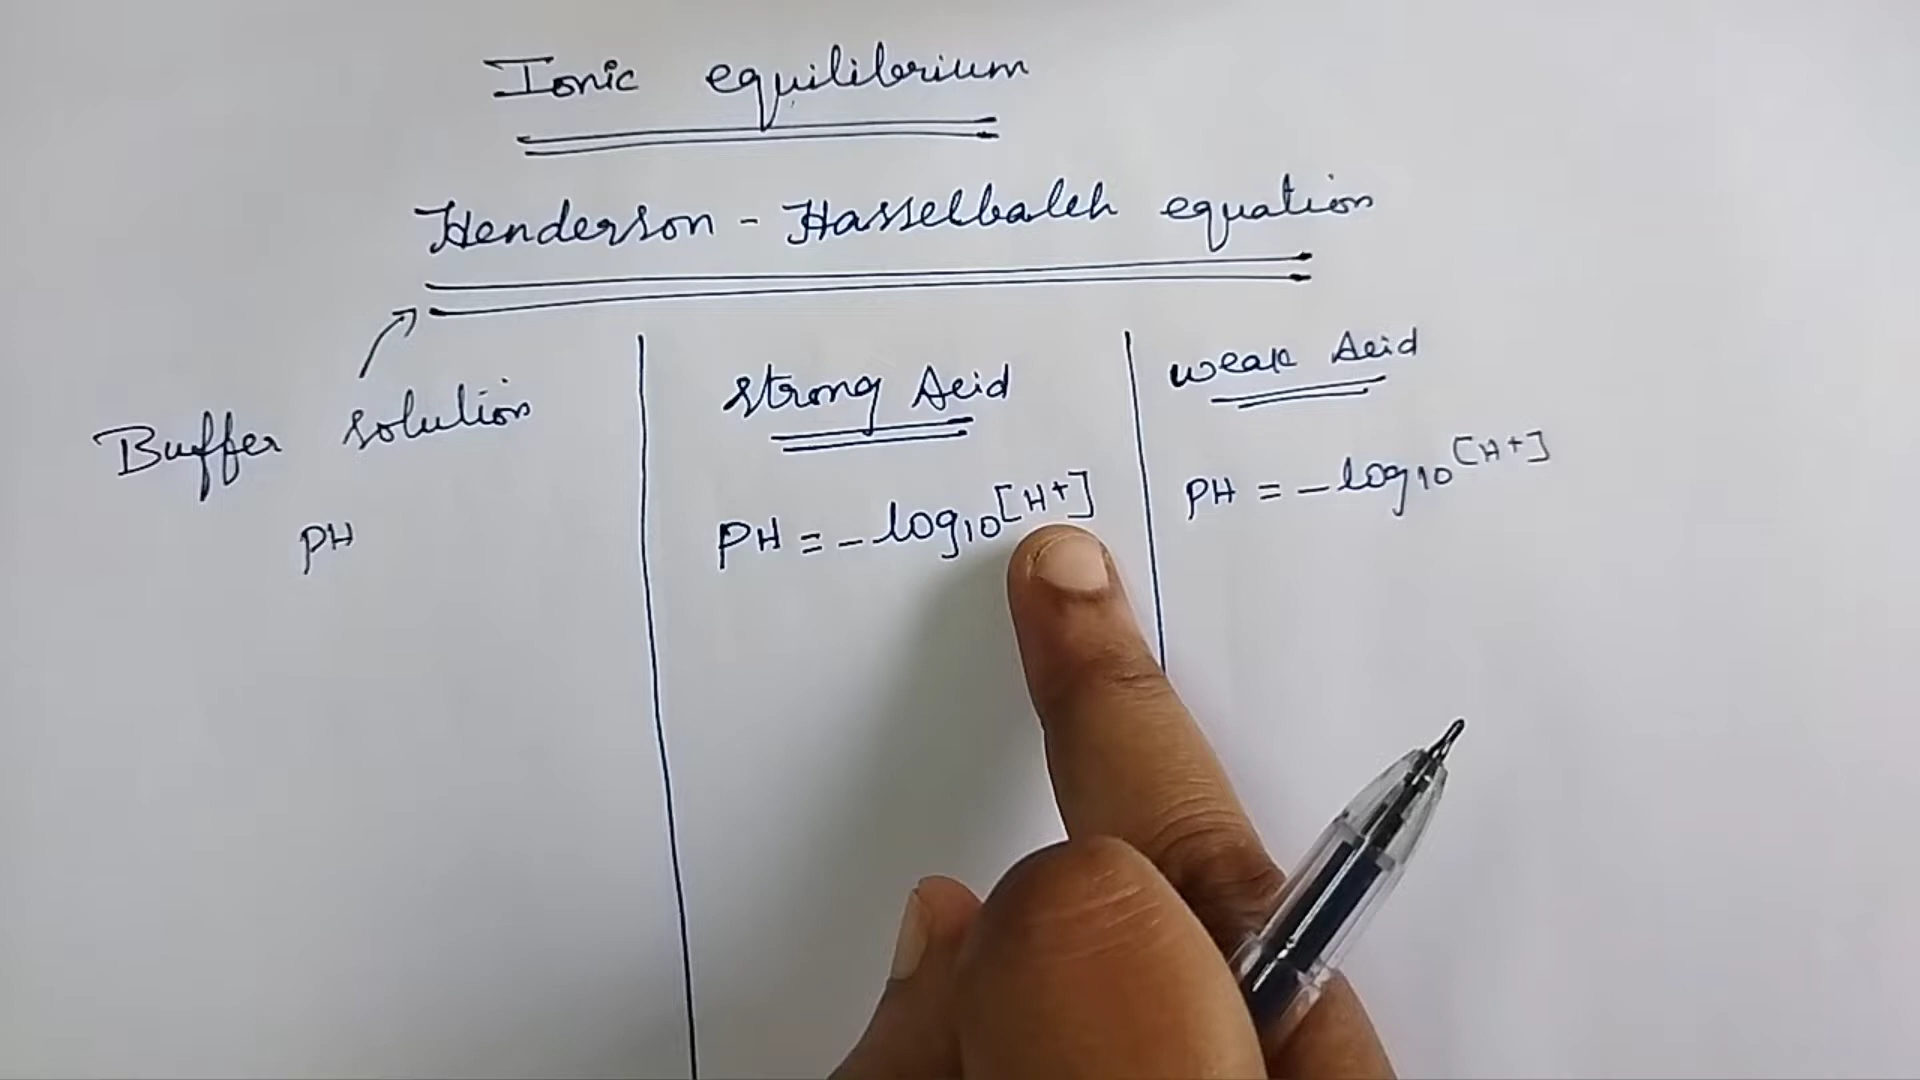 Ionic equilibrium
Henderson - Hasselbalch equation
Buffer solution
PH
Strong Acid
PH = - log10[H+]
Weak Acid
PH = - log10[H+]